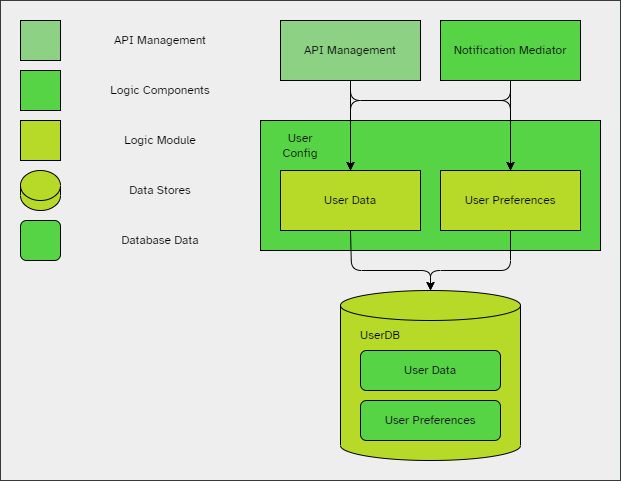 API Management
Logic Components
Logic Module
Data Stores
Database Data
API Management
Notification Mediator
User
Config
User Data
User Preferences
UserDB
User Data
User Preferences